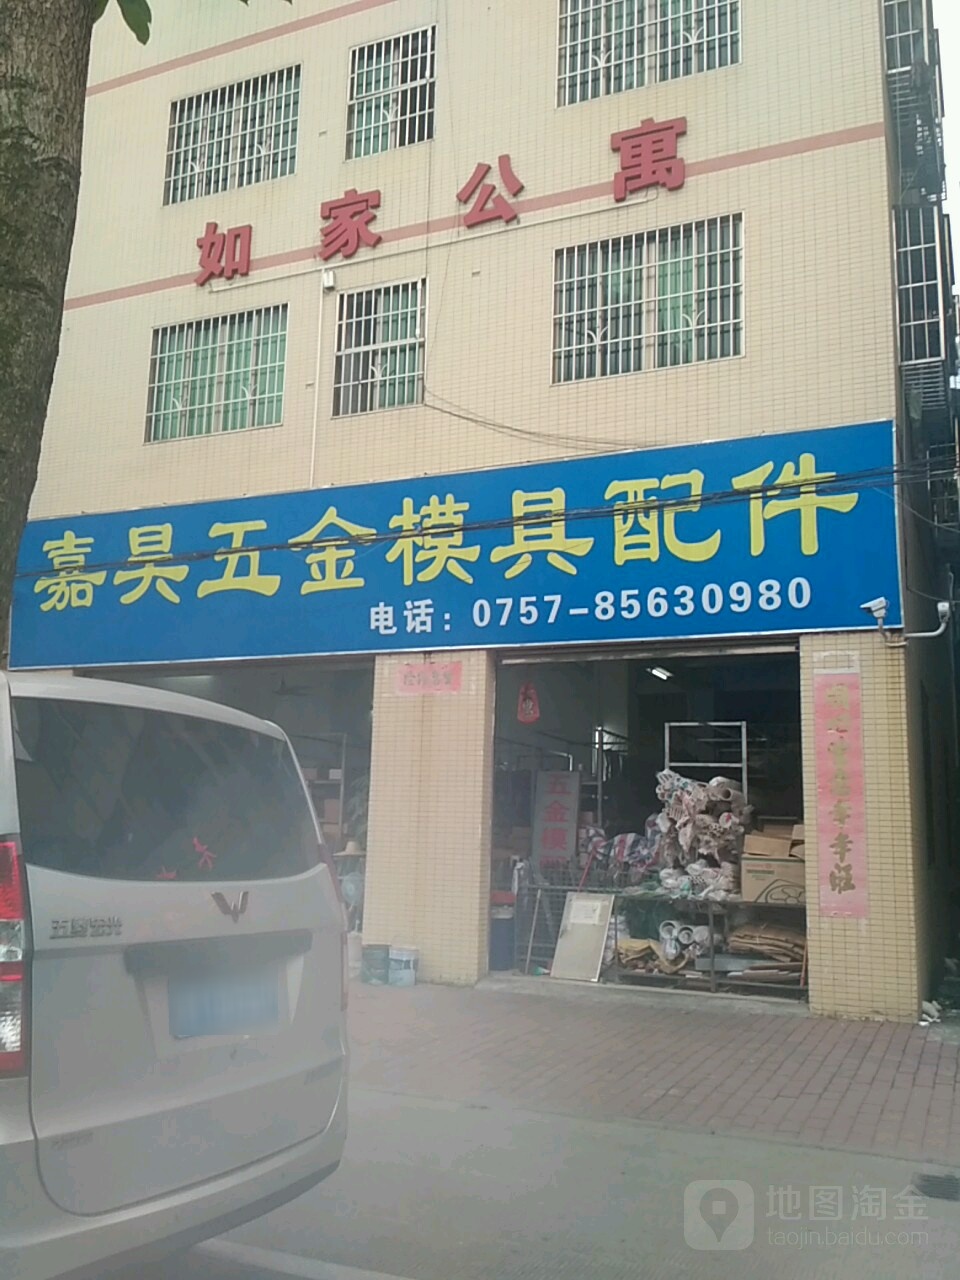 如家公寓
嘉昊五金模具配件
电话：0757-85630980
五金模
五菱宏光
地图淘金
taojin.baidu.com